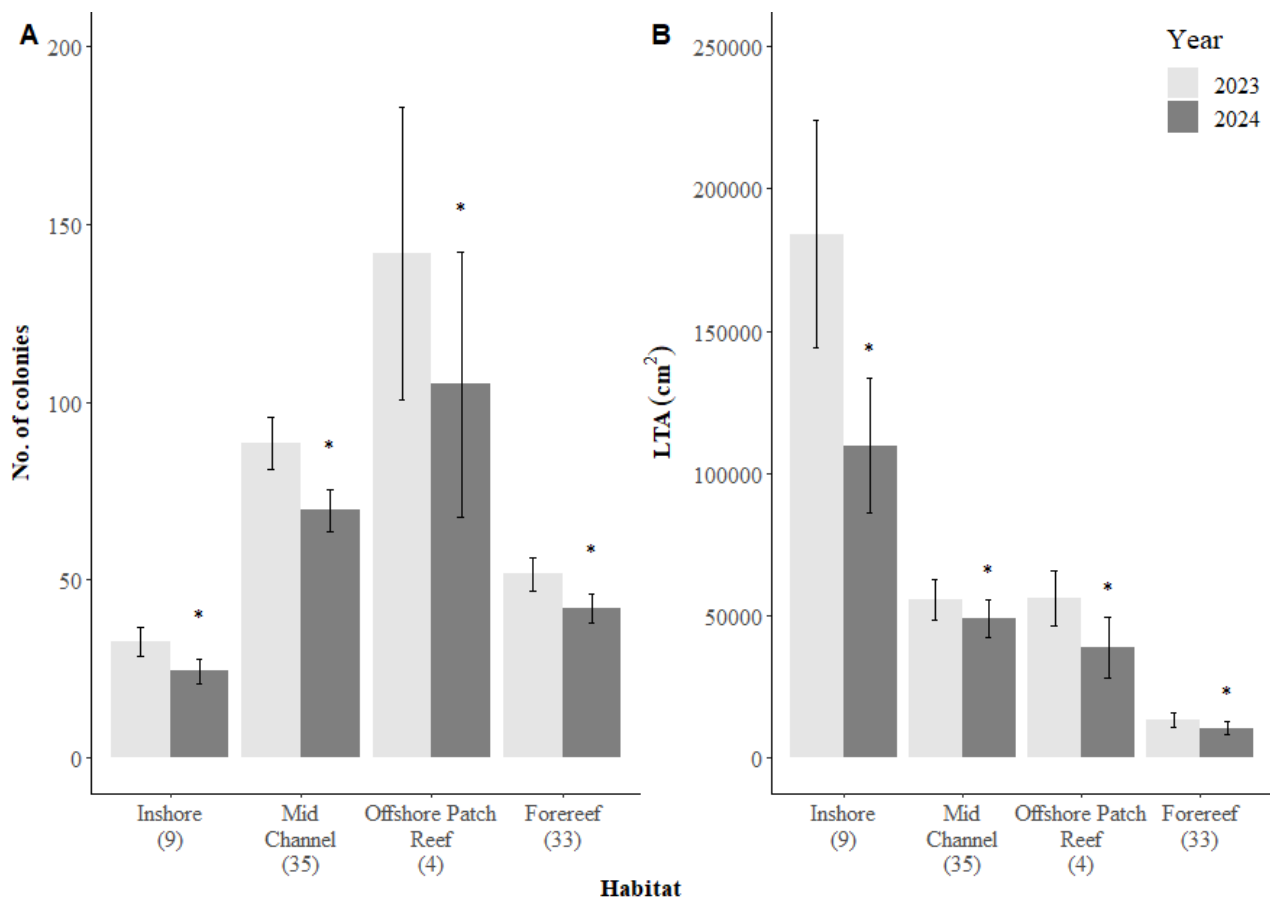 A
200
150
100
50
0
No. of colonies
Inshore
(9)
Mid
Channel
(35)
Offshore Patch
Reef
(4)
Forereef
(33)
*
*
*
*
B
250000
200000
150000
100000
50000
0
LTA (cm²)
Inshore
(9)
Mid
Channel
(35)
Offshore Patch
Reef
(4)
Forereef
(33)
*
*
*
*
Year
2023
2024
Habitat